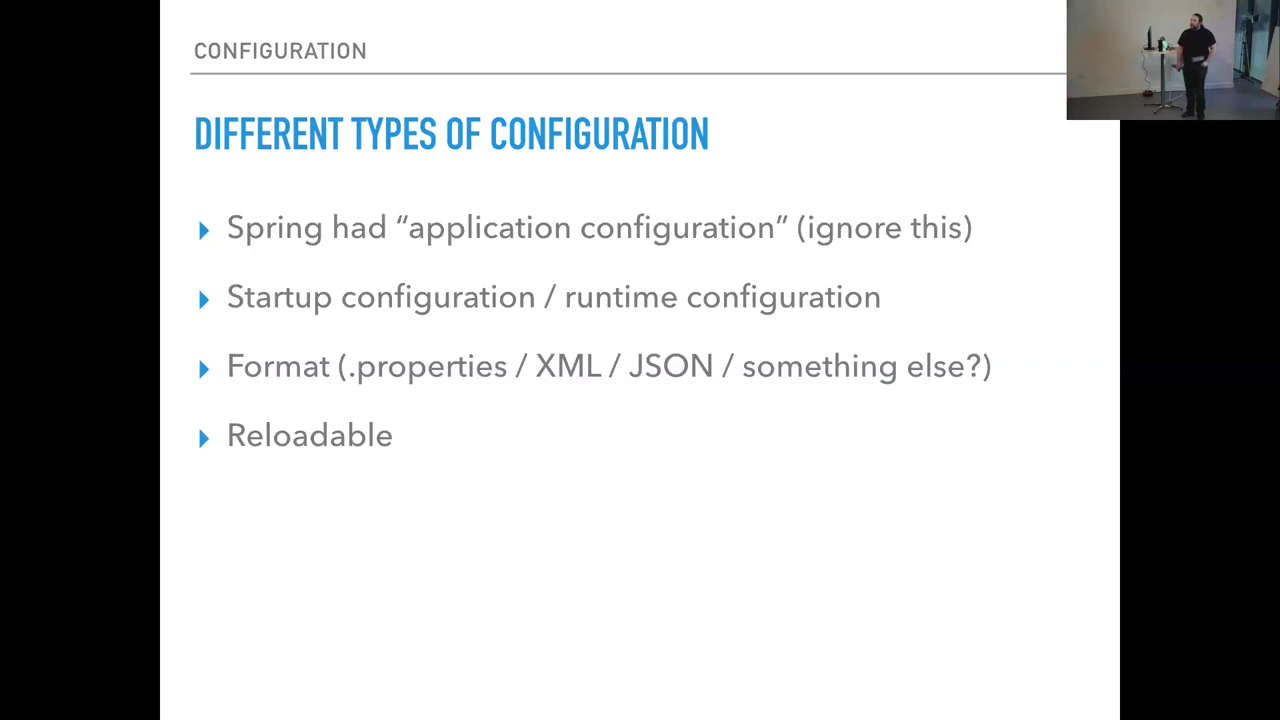 CONFIGURATION
DIFFERENT TYPES OF CONFIGURATION
Spring had “application configuration” (ignore this)
Startup configuration / runtime configuration
Format (.properties / XML / JSON / something else?)
Reloadable